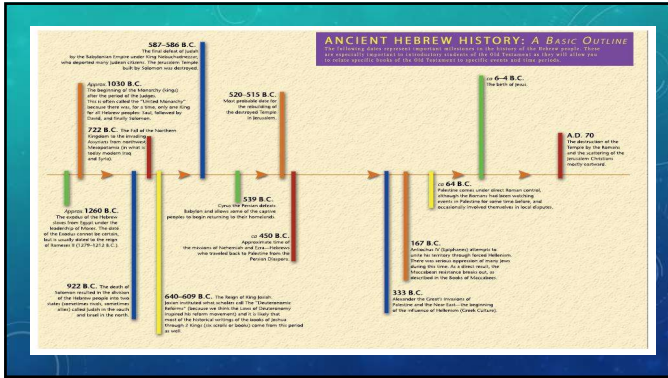 ANCIENT HEBREW HISTORY: A BASIC OUTLINE
The following dates represent important milestones in the history of the Hebrew people. These
are especially important to introductory students of the Old Testament as they will allow you
to relate specific books of the Old Testament to specific events and time periods.
587–586 B.C.
The final defeat of Judah
by the Babylonian Empire under King Nebuchadnezzar,
who deported many Judean citizens. The Jerusalem Temple
built by Solomon was destroyed.
Approx. 1030 B.C.
The beginning of the Monarchy (kings)
after the period of the Judges.
This is often called the "United Monarchy"
because there was, for a time, only one king
for all Hebrew peoples: Saul, followed by
David, and finally Solomon.
722 B.C. The Fall of the Northern
Kingdom to the invading
Assyrians from northwest
Mesopotamia (in what is
today modern Iraq
and Syria).
520–515 B.C.
Most probable date for
the rebuilding of
the destroyed Temple
in Jerusalem.
ca 6–4 B.C.
The birth of Jesus.
A.D. 70
The destruction of the
Temple by the Romans
and the scattering of the
Jerusalem Christians
mostly eastward.
Approx. 1260 B.C.
The exodus of the Hebrew
slaves from Egypt under the
leadership of Moses. The date
of the Exodus cannot be certain,
but is usually dated to the reign
of Rameses II (1279–1212 B.C.).
922 B.C. The death of
Solomon resulted in the division
of the Hebrew people into two
states (sometimes rivals, sometimes
allies) called Judah in the south
and Israel in the north.
640–609 B.C. The Reign of King Josiah.
Josiah instituted what scholars call The "Deuteronomic
Reforms" (because we think the Laws of Deuteronomy
inspired his reform movement) and it is likely that
most of the historical writings of the books of Joshua
through 2 Kings (six scrolls or books) come from this period
as well.
539 B.C.
Cyrus the Persian defeats
Babylon and allows some of the captive
peoples to begin returning to their homelands.
ca 450 B.C.
Approximate time of
the missions of Nehemiah and Ezra—Hebrews
who traveled back to Palestine from the
Persian Diaspora.
333 B.C.
Alexander the Great's invasions of
Palestine and the Near East—the beginning
of the influence of Hellenism (Greek Culture).
167 B.C.
Antiochus IV (Epiphanes) attempts to
unite his territory through forced Hellenism.
There was serious oppression of many Jews
during this time. As a direct result, the
Maccabean resistance breaks out, as
described in the Books of Maccabees.
ca 64 B.C.
Palestine comes under direct Roman control,
although the Romans had been watching
events in Palestine for some time before, and
occasionally involved themselves in local disputes.